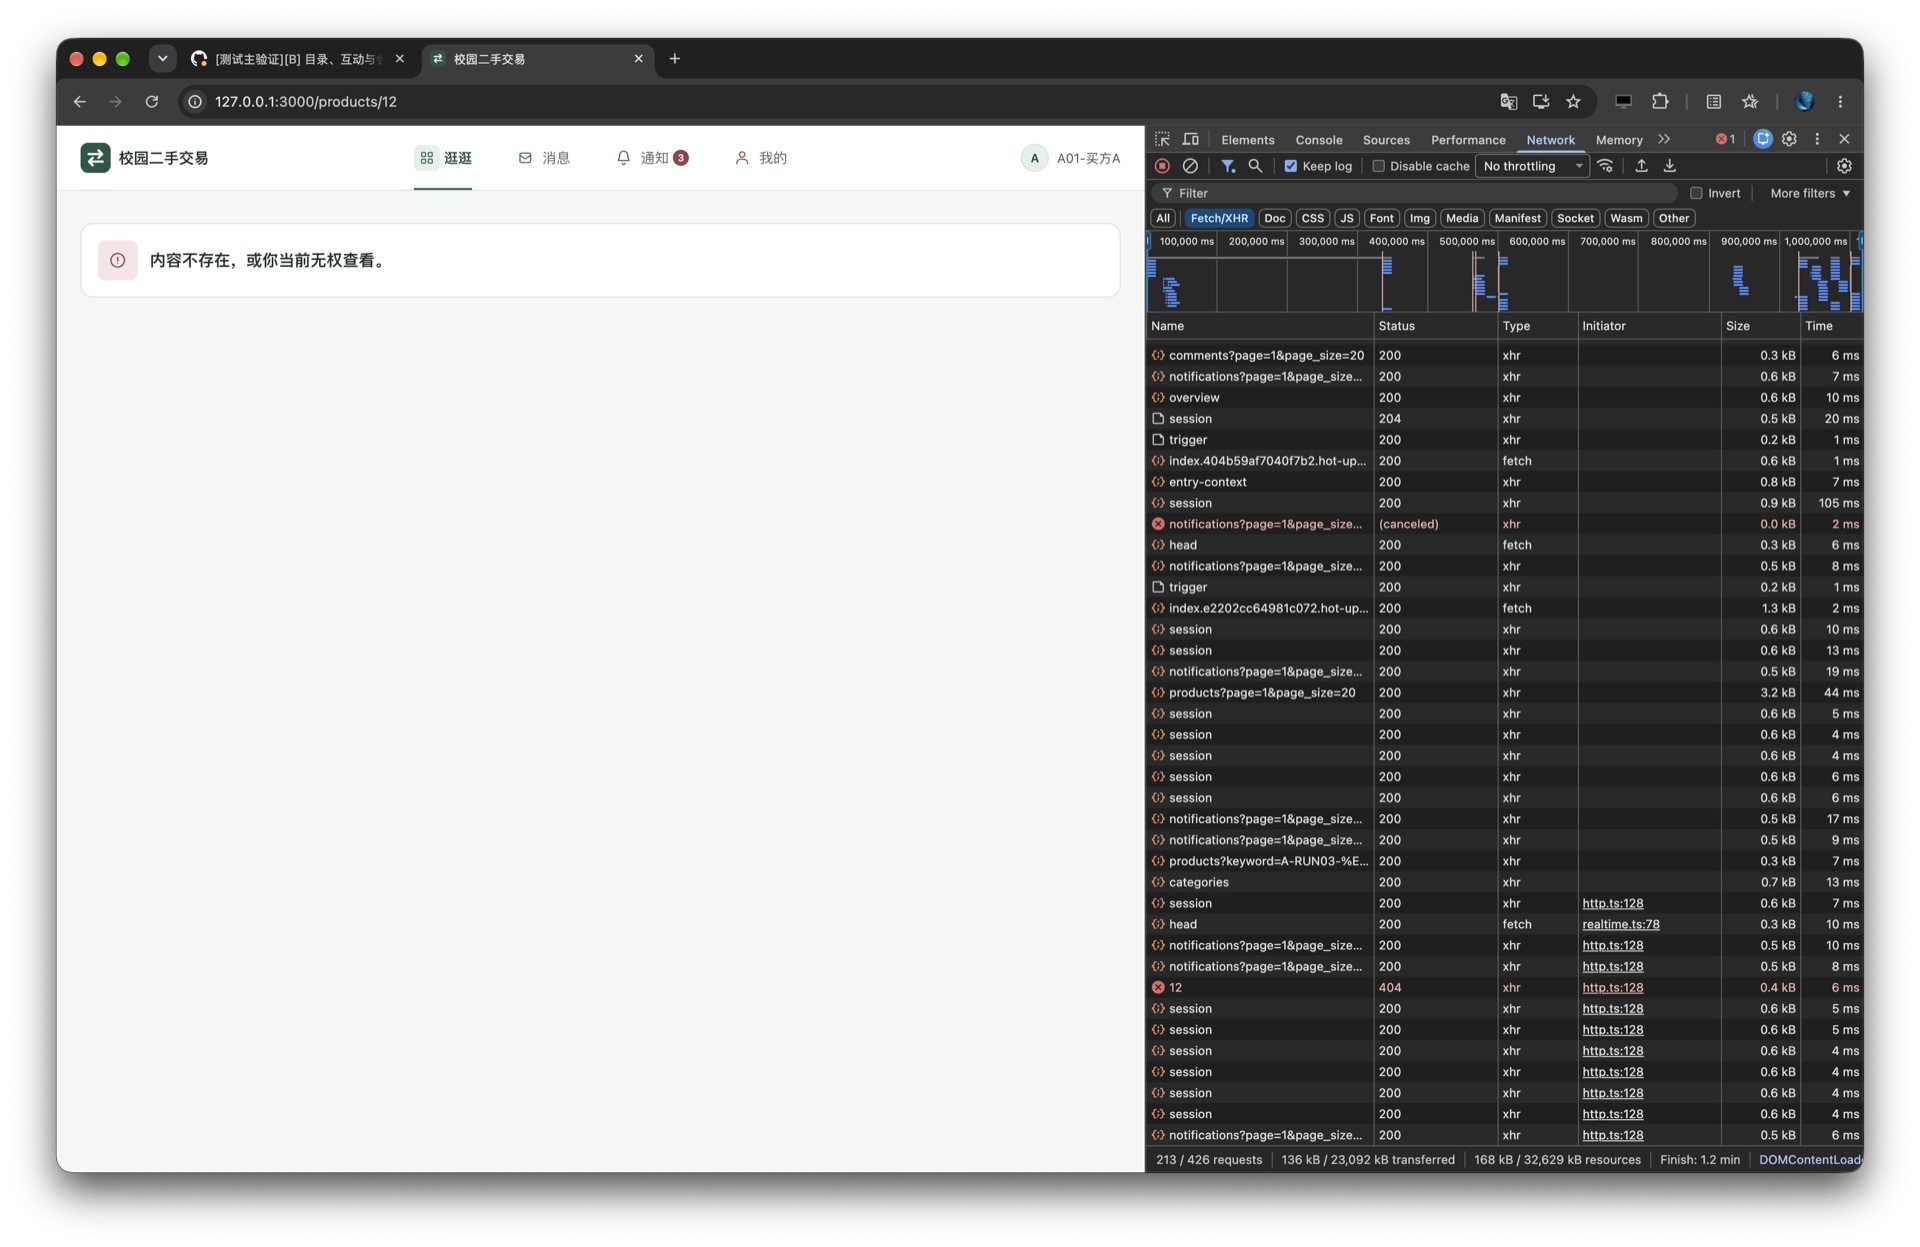 [测试主验证][B] 目录、互动与
校园二手交易
127.0.0.1:3000/products/12
校园二手交易
逛逛
消息
通知 3
我的
A A01-买方A
内容不存在，或你当前无权查看。
Elements Console Sources Performance Network Memory 1
Keep log Disable cache No throttling
Filter Invert More filters
All Fetch/XHR Doc CSS JS Font Img Media Manifest Socket Wasm Other
100,000 ms 200,000 ms 300,000 ms 400,000 ms 500,000 ms 600,000 ms 700,000 ms 800,000 ms 900,000 ms 1,000,000 ms
Name Status Type Initiator Size Time
comments?page=1&page_size=20 200 xhr 0.3 kB 6 ms
notifications?page=1&page_size... 200 xhr 0.6 kB 7 ms
overview 200 xhr 0.6 kB 10 ms
session 204 xhr 0.5 kB 20 ms
trigger 200 xhr 0.2 kB 1 ms
index.404b59af7040f7b2.hot-up... 200 fetch 0.6 kB 1 ms
entry-context 200 xhr 0.8 kB 7 ms
session 200 xhr 0.9 kB 105 ms
notifications?page=1&page_size... (canceled) xhr 0.0 kB 2 ms
head 200 fetch 0.3 kB 6 ms
notifications?page=1&page_size... 200 xhr 0.5 kB 8 ms
trigger 200 xhr 0.2 kB 1 ms
index.e2202cc64981c072.hot-up... 200 fetch 1.3 kB 2 ms
session 200 xhr 0.6 kB 10 ms
session 200 xhr 0.6 kB 13 ms
notifications?page=1&page_size... 200 xhr 0.5 kB 19 ms
products?page=1&page_size=20 200 xhr 3.2 kB 44 ms
session 200 xhr 0.6 kB 5 ms
session 200 xhr 0.6 kB 4 ms
session 200 xhr 0.6 kB 4 ms
session 200 xhr 0.6 kB 6 ms
session 200 xhr 0.6 kB 6 ms
notifications?page=1&page_size... 200 xhr 0.5 kB 17 ms
notifications?page=1&page_size... 200 xhr 0.5 kB 9 ms
products?keyword=A-RUN03-%E... 200 xhr 0.3 kB 7 ms
categories 200 xhr 0.7 kB 13 ms
session 200 xhr http.ts:128 0.6 kB 7 ms
head 200 fetch realtime.ts:78 0.3 kB 10 ms
notifications?page=1&page_size... 200 xhr http.ts:128 0.5 kB 10 ms
notifications?page=1&page_size... 200 xhr http.ts:128 0.5 kB 8 ms
12 404 xhr http.ts:128 0.4 kB 6 ms
session 200 xhr http.ts:128 0.6 kB 5 ms
session 200 xhr http.ts:128 0.6 kB 5 ms
session 200 xhr http.ts:128 0.6 kB 4 ms
session 200 xhr http.ts:128 0.6 kB 4 ms
session 200 xhr http.ts:128 0.6 kB 4 ms
session 200 xhr http.ts:128 0.6 kB 4 ms
notifications?page=1&page_size... 200 xhr http.ts:128 0.5 kB 6 ms
213 / 426 requests 136 kB / 23,092 kB transferred 168 kB / 32,629 kB resources Finish: 1.2 min DOMContentLoad